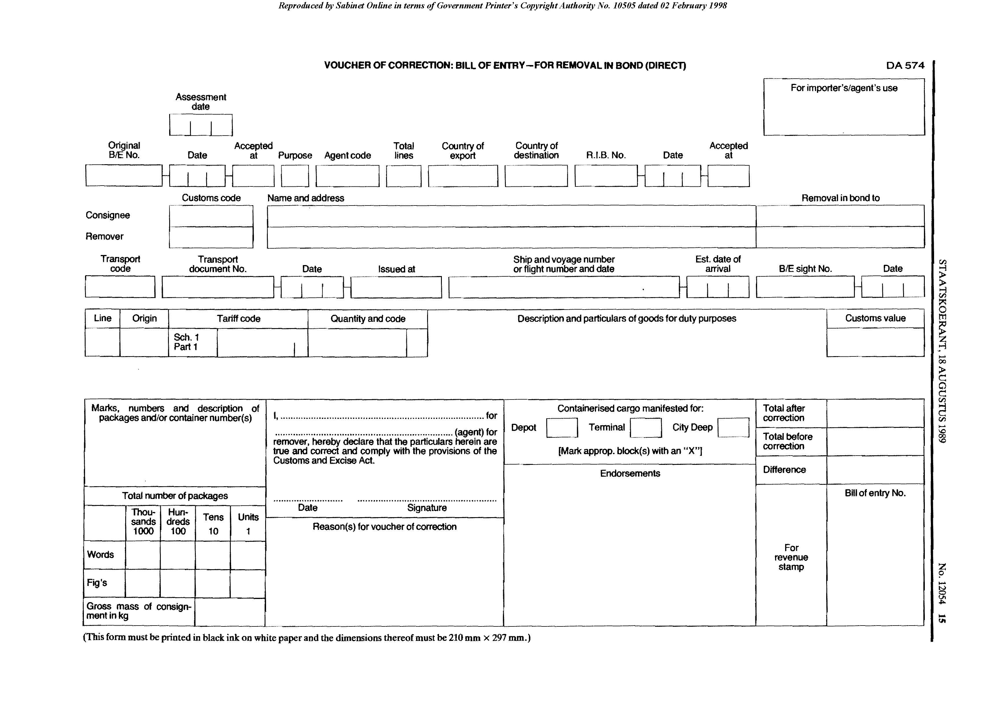 Reproduced by Sabinet Online in terms of Government Printer's Copyright Authority No. 10505 dated 02 February 1998
VOUCHER OF CORRECTION: BILL OF ENTRY—FOR REMOVAL IN BOND (DIRECT)
DA 574
For importer's/agent's use
Assessment
date
Original
B/E No.
Date
Accepted
at
Purpose
Agent code
Total
lines
Country of
export
Country of
destination
R.I.B. No.
Date
Accepted
at
Customs code
Name and address
Removal in bond to
Consignee
Remover
Transport
code
Transport
document No.
Date
Issued at
Ship and voyage number
or flight number and date
Est. date of
arrival
B/E sight No.
Date
Line
Origin
Tariff code
Quantity and code
Description and particulars of goods for duty purposes
Customs value
Sch. 1
Part 1
Marks, numbers and description of
packages and/or container number(s)
Total number of packages
Thou-
sands
1000
Hun-
dreds
100
Tens
10
Units
1
Words
Fig's
Gross mass of consign-
ment in kg
I, ............................................................................... for
..................................................................... (agent) for
remover, hereby declare that the particulars herein are
true and correct and comply with the provisions of the
Customs and Excise Act.
Date
Signature
Reason(s) for voucher of correction
Containerised cargo manifested for:
Depot
Terminal
City Deep
[Mark approp. block(s) with an "X"]
Endorsements
Total after
correction
Total before
correction
Difference
For
revenue
stamp
Bill of entry No.
(This form must be printed in black ink on white paper and the dimensions thereof must be 210 mm × 297 mm.)
STAATSKOERANT, 18 AUGUSTUS 1989
No. 12054 15